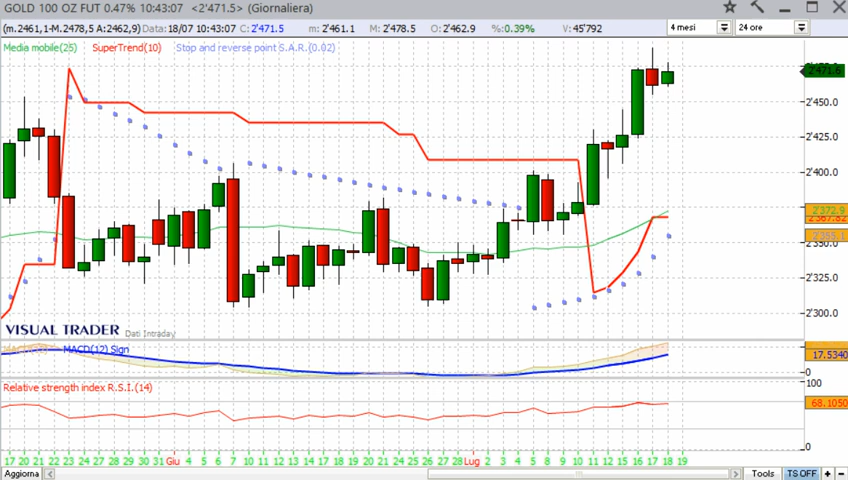 GOLD 100 OZ FUT 0.47% 10:43:07 <2'471.5> (Giornaliera)
(m.2461,1-M.2478,5-A:2462,9) Data: 18/07 10:43:07 C: 2'471.5 m: 2'461.1 M: 2'478.5 O: 2'462.9 %:0.39% V: 45'792 4 mesi 24 ore
Media mobile(25) SuperTrend(10) Stop and reverse point S.A.R.(0.02)
2'471.6
2'450.0
2'425.0
2'400.0
2'372.9
2'350.0
2'355.1
2'325.0
2'300.0
VISUAL TRADER Dati Intraday
MACD(12) Sign
17.5340
0
Relative strength index R.S.I.(14)
100
68.1050
0
17 20 21 22 23 24 27 28 29 30 31 Giu 4 5 6 7 10 11 12 13 14 17 18 19 20 21 24 25 26 27 28 Lug 2 3 4 5 8 9 10 11 12 15 16 17 18 19
Aggiorna Tools TS OFF + -